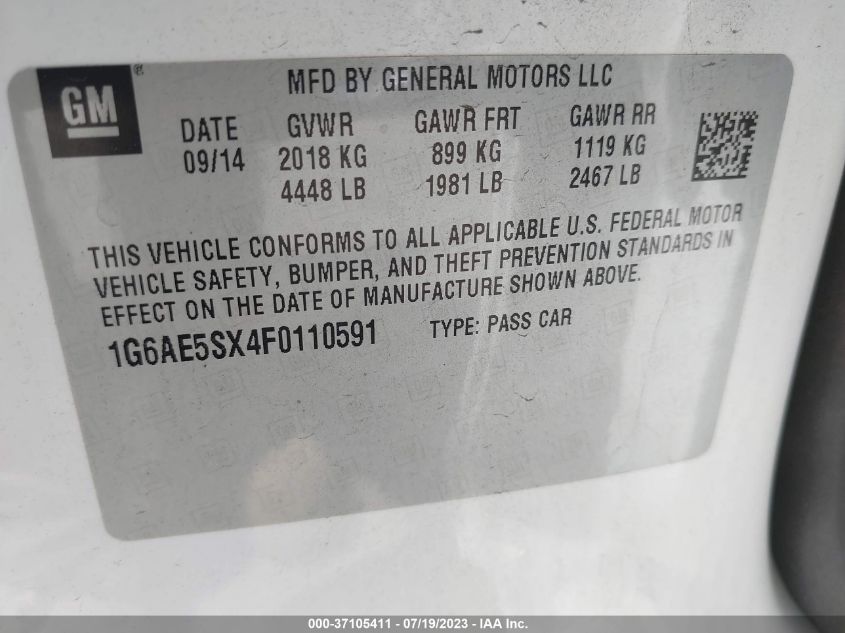 GM
MFD BY GENERAL MOTORS LLC
DATE GVWR GAWR FRT GAWR RR
09/14 2018 KG 899 KG 1119 KG
4448 LB 1981 LB 2467 LB
THIS VEHICLE CONFORMS TO ALL APPLICABLE U.S. FEDERAL MOTOR
VEHICLE SAFETY, BUMPER, AND THEFT PREVENTION STANDARDS IN
EFFECT ON THE DATE OF MANUFACTURE SHOWN ABOVE.
1G6AE5SX4F0110591 TYPE: PASS CAR
000-37105411 - 07/19/2023 - IAA Inc.